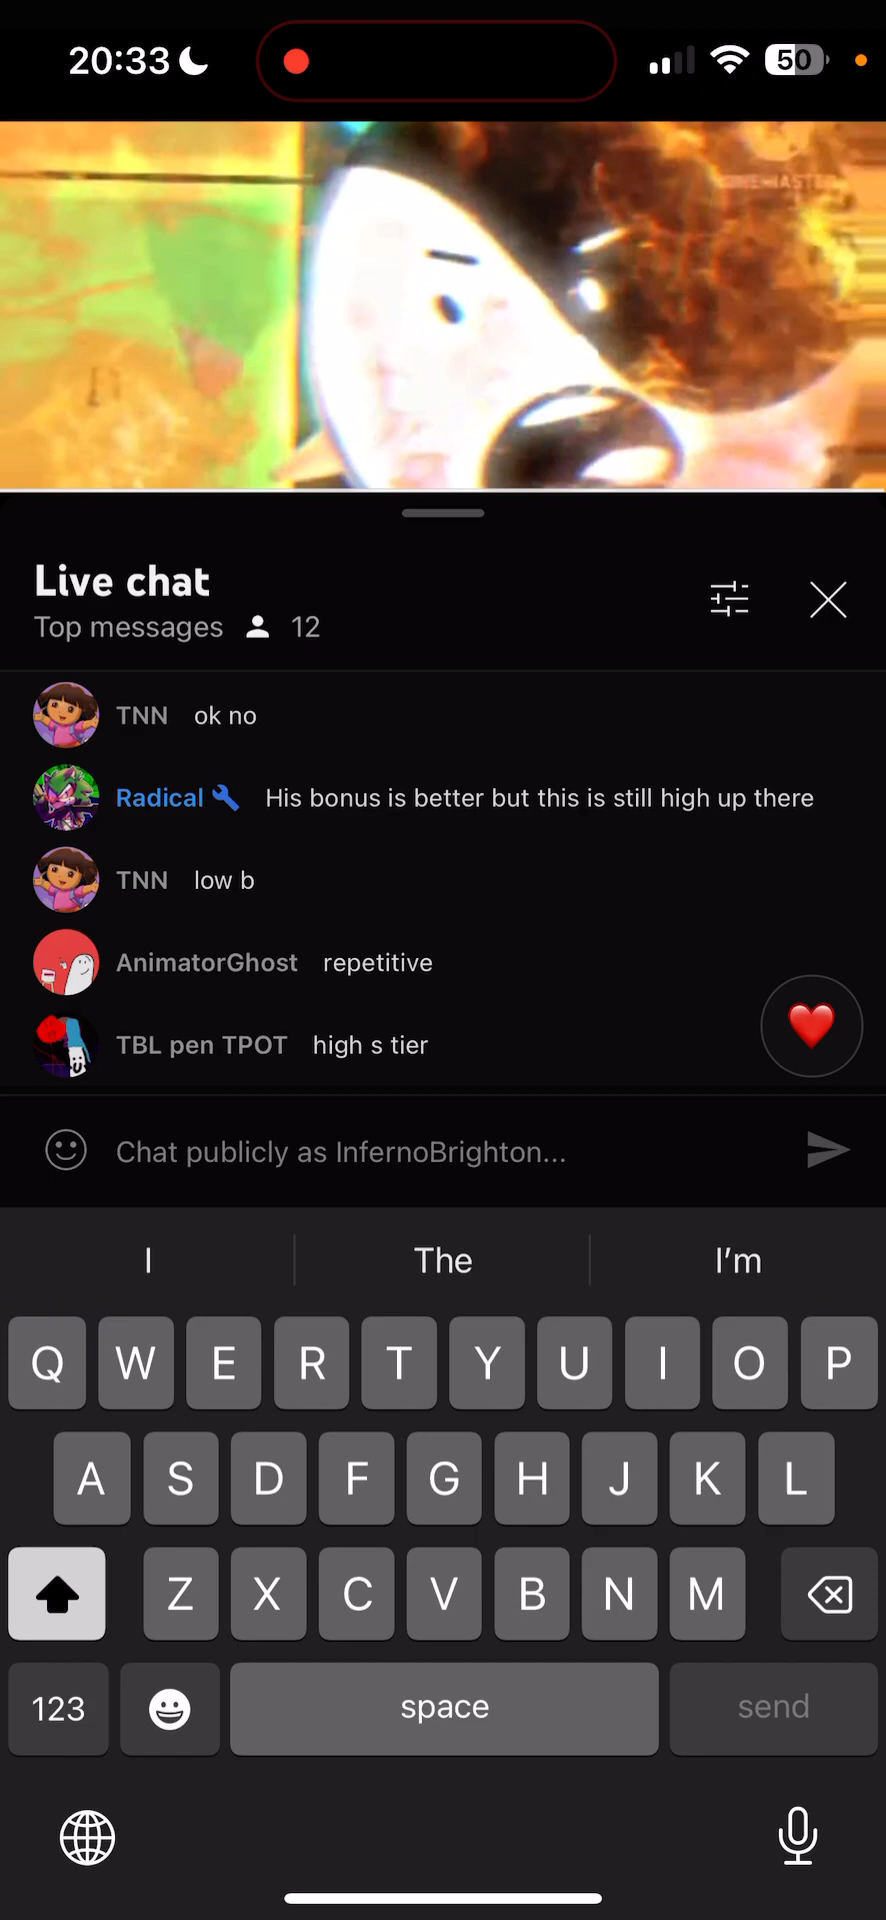 20:33
50
Live chat
Top messages 12
TNN ok no
Radical His bonus is better but this is still high up there
TNN low b
AnimatorGhost repetitive
TBL pen TPOT high s tier
Chat publicly as InfernoBrighton...
I The I'm
Q W E R T Y U I O P
A S D F G H J K L
Z X C V B N M
123 space send